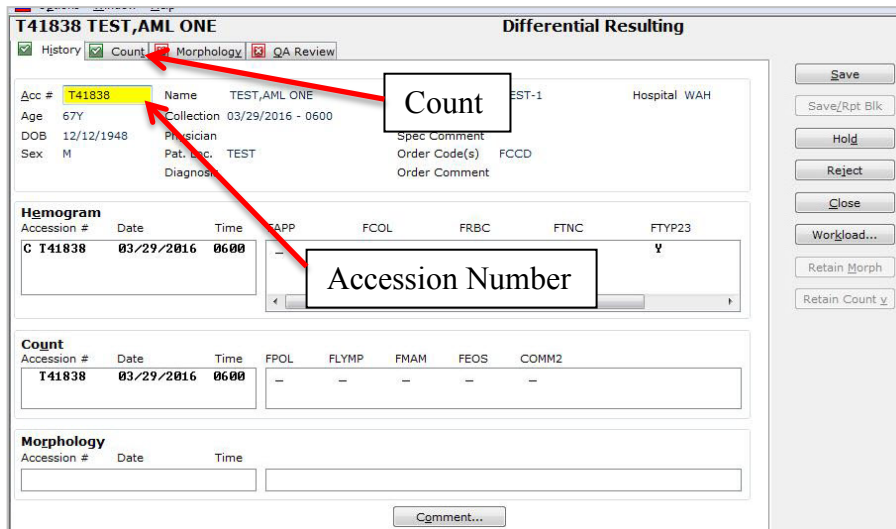 Options Window Help
T41838 TEST,AML ONE Differential Resulting
History Count Morphology QA Review
Acc # T41838 Name TEST,AML ONE EST-1 Hospital WAH
Age 67Y Collection 03/29/2016 - 0600
DOB 12/12/1948 Physician Spec Comment
Sex M Pat. Loc. TEST Order Code(s) FCCD
Diagnosis Order Comment
Count
Accession Number
Hemogram
Accession # Date Time FAPP FCOL FRBC FTNC FTYP23
C T41838 03/29/2016 0600 _ Y
Count
Accession # Date Time FPOL FLYMP FMAM FEOS COMM2
T41838 03/29/2016 0600 _ _ _ _ _
Morphology
Accession # Date Time
Comment...
Save
Save/Rpt Blk
Hold
Reject
Close
Workload...
Retain Morph
Retain Count v